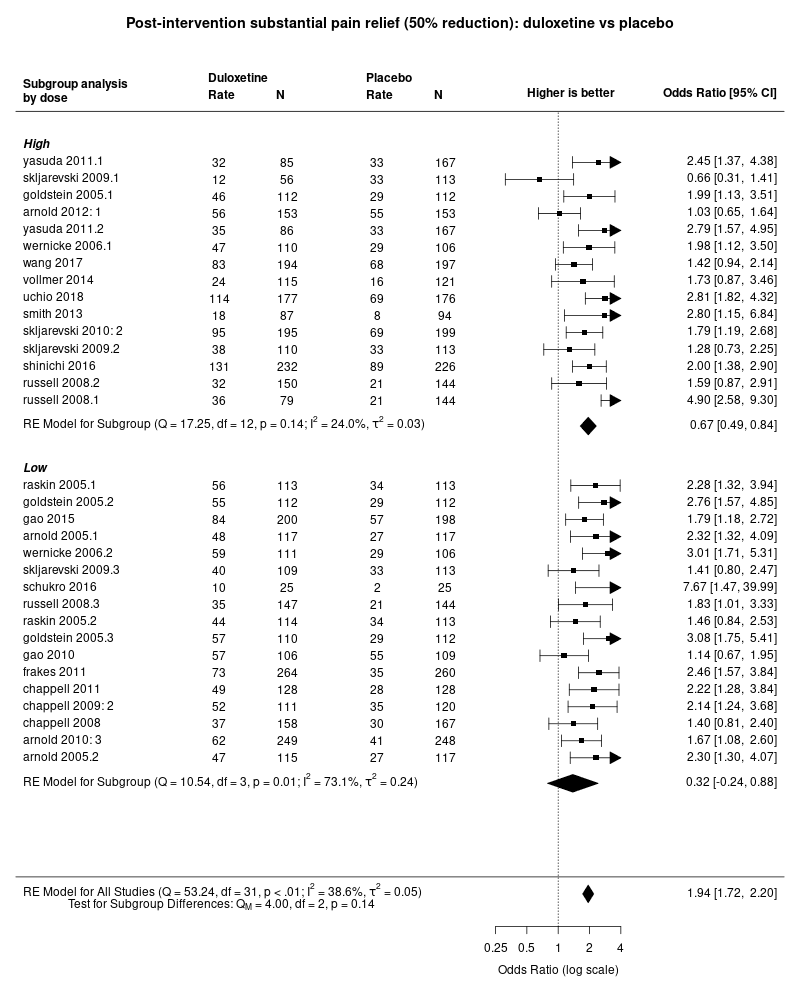 Post-intervention substantial pain relief (50% reduction): duloxetine vs placebo
Subgroup analysis by dose Duloxetine Rate N Placebo Rate N Higher is better Odds Ratio [95% CI]
High
yasuda 2011.1 32 85 33 167 2.45 [1.37, 4.38]
skljarevski 2009.1 12 56 33 113 0.66 [0.31, 1.41]
goldstein 2005.1 46 112 29 112 1.99 [1.13, 3.51]
arnold 2012: 1 56 153 55 153 1.03 [0.65, 1.64]
yasuda 2011.2 35 86 33 167 2.79 [1.57, 4.95]
wernicke 2006.1 47 110 29 106 1.98 [1.12, 3.50]
wang 2017 83 194 68 197 1.42 [0.94, 2.14]
vollmer 2014 24 115 16 121 1.73 [0.87, 3.46]
uchio 2018 114 177 69 176 2.81 [1.82, 4.32]
smith 2013 18 87 8 94 2.80 [1.15, 6.84]
skljarevski 2010: 2 95 195 69 199 1.79 [1.19, 2.68]
skljarevski 2009.2 38 110 33 113 1.28 [0.73, 2.25]
shinichi 2016 131 232 89 226 2.00 [1.38, 2.90]
russell 2008.2 32 150 21 144 1.59 [0.87, 2.91]
russell 2008.1 36 79 21 144 4.90 [2.58, 9.30]
RE Model for Subgroup (Q = 17.25, df = 12, p = 0.14; I² = 24.0%, τ² = 0.03) 0.67 [0.49, 0.84]
Low
raskin 2005.1 56 113 34 113 2.28 [1.32, 3.94]
goldstein 2005.2 55 112 29 112 2.76 [1.57, 4.85]
gao 2015 84 200 57 198 1.79 [1.18, 2.72]
arnold 2005.1 48 117 27 117 2.32 [1.32, 4.09]
wernicke 2006.2 59 111 29 106 3.01 [1.71, 5.31]
skljarevski 2009.3 40 109 33 113 1.41 [0.80, 2.47]
schukro 2016 10 25 2 25 7.67 [1.47, 39.99]
russell 2008.3 35 147 21 144 1.83 [1.01, 3.33]
raskin 2005.2 44 114 34 113 1.46 [0.84, 2.53]
goldstein 2005.3 57 110 29 112 3.08 [1.75, 5.41]
gao 2010 57 106 55 109 1.14 [0.67, 1.95]
frakes 2011 73 264 35 260 2.46 [1.57, 3.84]
chappell 2011 49 128 28 128 2.22 [1.28, 3.84]
chappell 2009: 2 52 111 35 120 2.14 [1.24, 3.68]
chappell 2008 37 158 30 167 1.40 [0.81, 2.40]
arnold 2010: 3 62 249 41 248 1.67 [1.08, 2.60]
arnold 2005.2 47 115 27 117 2.30 [1.30, 4.07]
RE Model for Subgroup (Q = 10.54, df = 3, p = 0.01; I² = 73.1%, τ² = 0.24) 0.32 [-0.24, 0.88]
RE Model for All Studies (Q = 53.24, df = 31, p < .01; I² = 38.6%, τ² = 0.05) 1.94 [1.72, 2.20]
Test for Subgroup Differences: Q_M = 4.00, df = 2, p = 0.14
0.25 0.5 1 2 4
Odds Ratio (log scale)